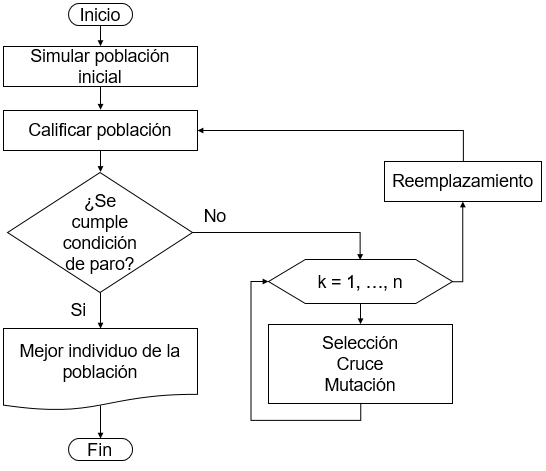 Inicio
Simular población
inicial
Calificar población
¿Se
cumple
condición
de paro?
No
Si
Mejor individuo de la
población
Fin
Reemplazamiento
k = 1, …, n
Selección
Cruce
Mutación